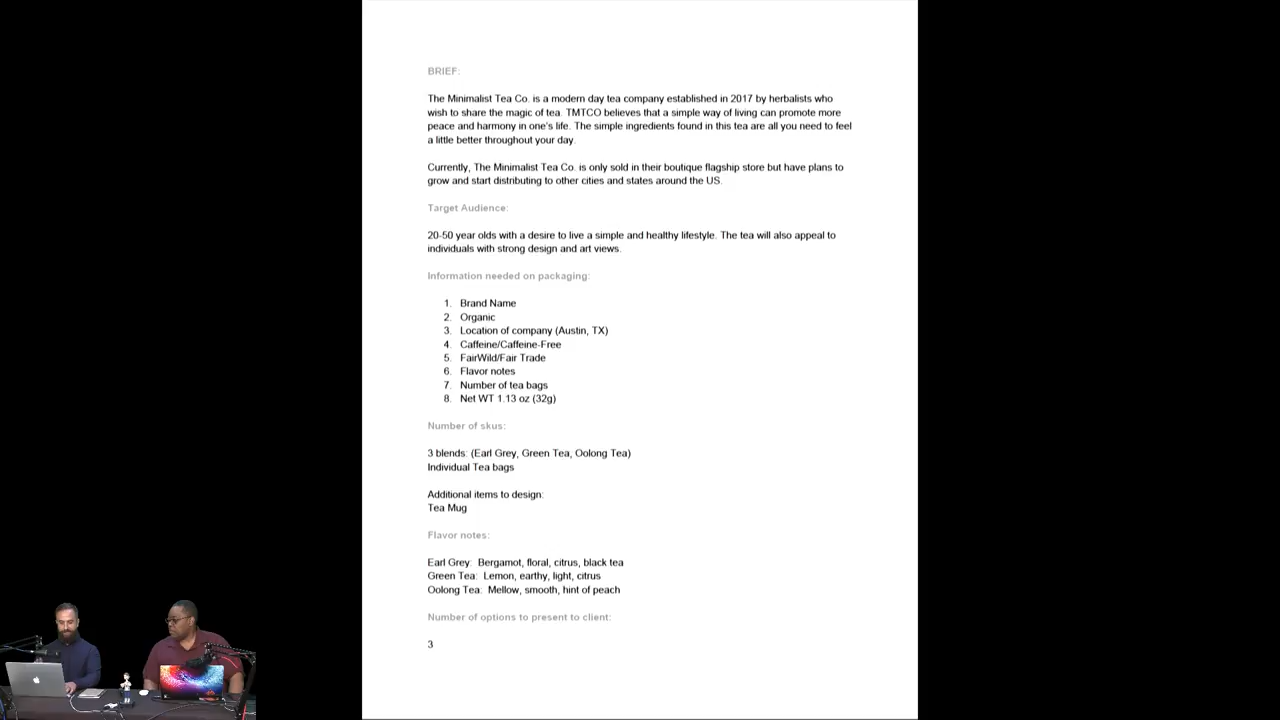 BRIEF:
The Minimalist Tea Co. is a modern day tea company established in 2017 by herbalists who
wish to share the magic of tea. TMTCO believes that a simple way of living can promote more
peace and harmony in one's life. The simple ingredients found in this tea are all you need to feel
a little better throughout your day.
Currently, The Minimalist Tea Co. is only sold in their boutique flagship store but have plans to
grow and start distributing to other cities and states around the US.
Target Audience:
20-50 year olds with a desire to live a simple and healthy lifestyle. The tea will also appeal to
individuals with strong design and art views.
Information needed on packaging:
1. Brand Name
2. Organic
3. Location of company (Austin, TX)
4. Caffeine/Caffeine-Free
5. FairWild/Fair Trade
6. Flavor notes
7. Number of tea bags
8. Net WT 1.13 oz (32g)
Number of skus:
3 blends: (Earl Grey, Green Tea, Oolong Tea)
Individual Tea bags
Additional items to design:
Tea Mug
Flavor notes:
Earl Grey: Bergamot, floral, citrus, black tea
Green Tea: Lemon, earthy, light, citrus
Oolong Tea: Mellow, smooth, hint of peach
Number of options to present to client:
3